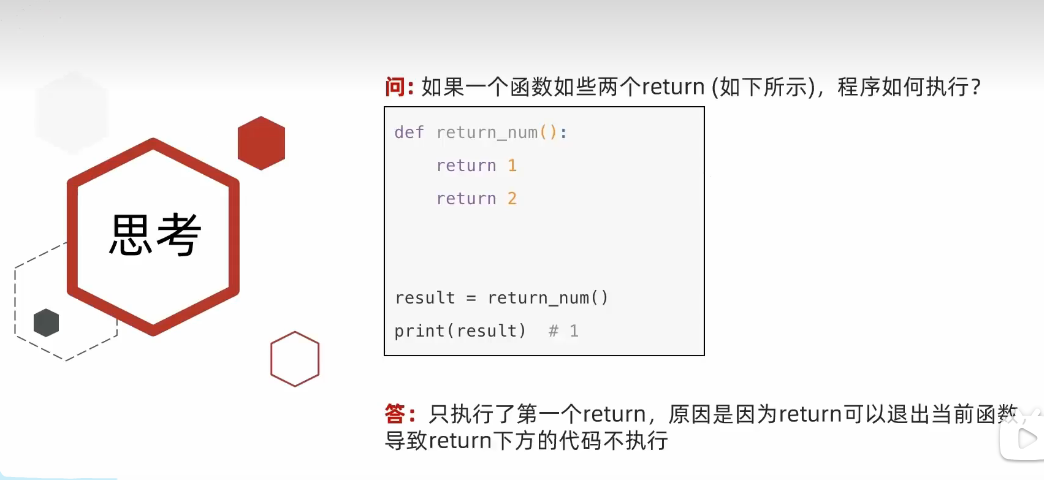 思考
问: 如果一个函数如些两个return (如下所示)，程序如何执行？
def return_num():
    return 1
    return 2
result = return_num()
print(result)  # 1
答：只执行了第一个return，原因是因为return可以退出当前函数，
导致return下方的代码不执行